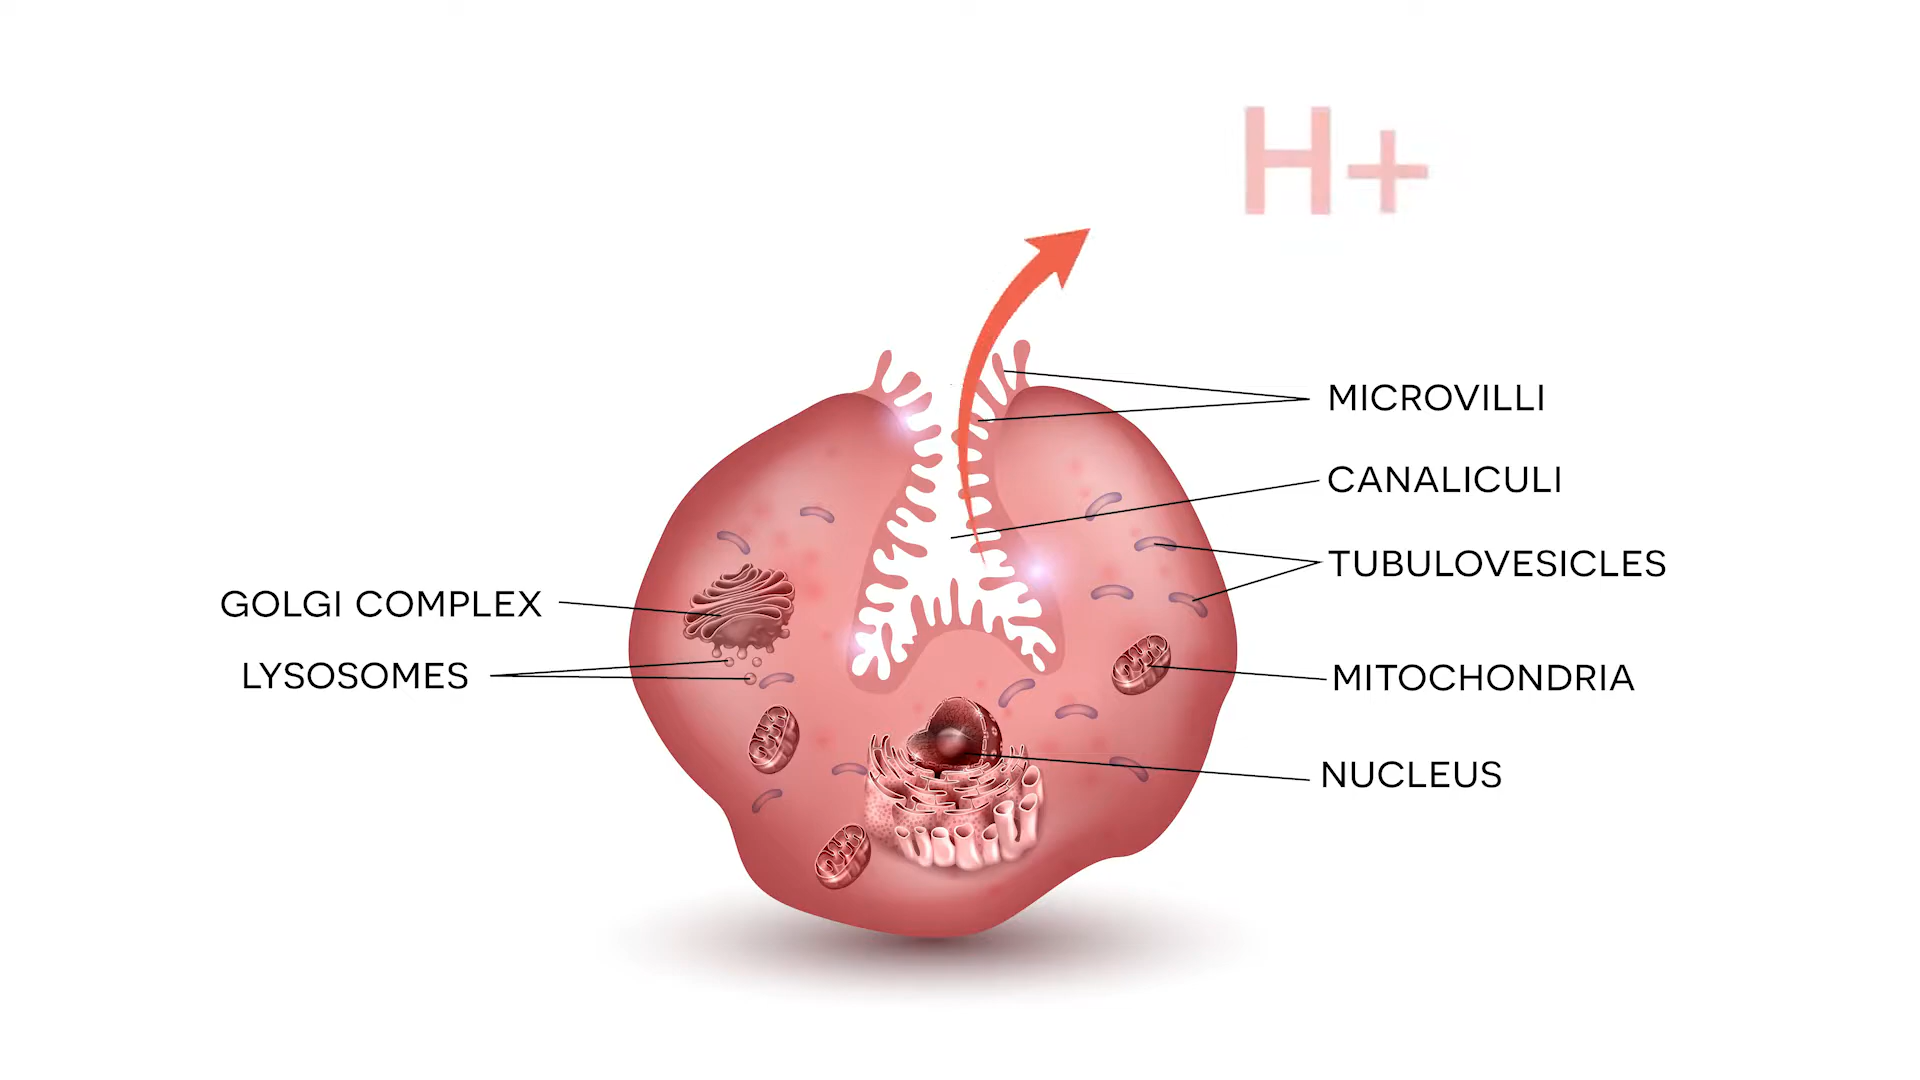 H+
MICROVILLI
CANALICULI
TUBULOVESICLES
GOLGI COMPLEX
LYSOSOMES
MITOCHONDRIA
NUCLEUS